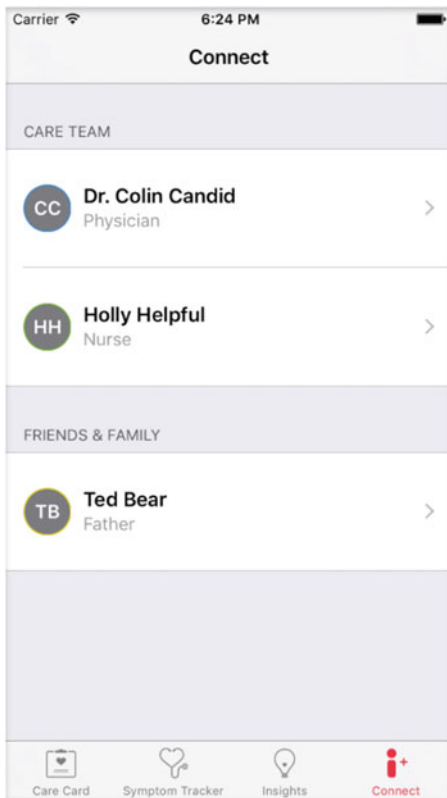 Carrier 6:24 PM
Connect
CARE TEAM
CC Dr. Colin Candid
Physician
HH Holly Helpful
Nurse
FRIENDS & FAMILY
TB Ted Bear
Father
Care Card Symptom Tracker Insights Connect